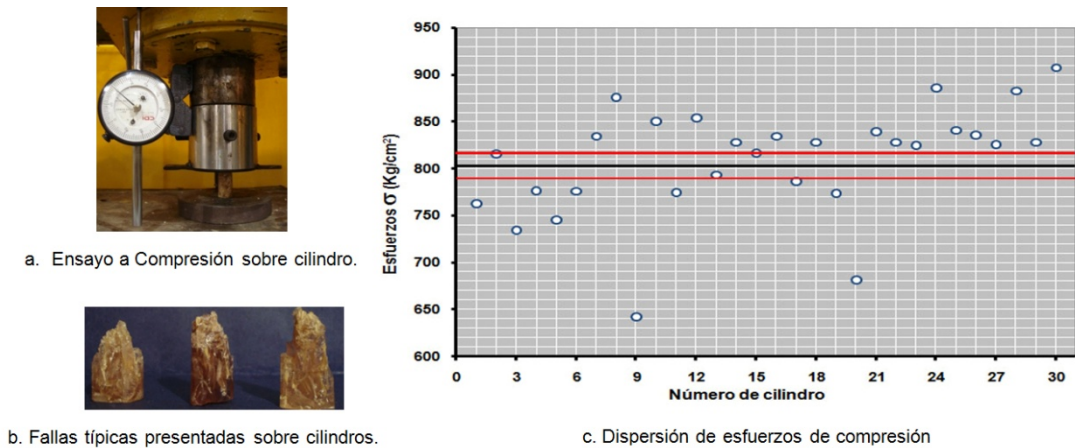 a. Ensayo a Compresión sobre cilindro.
b. Fallas típicas presentadas sobre cilindros.
950
900
850
800
750
700
650
600
Esfuerzos σ (Kg/cm²)
0 3 6 9 12 15 18 21 24 27 30
Número de cilindro
c. Dispersión de esfuerzos de compresión